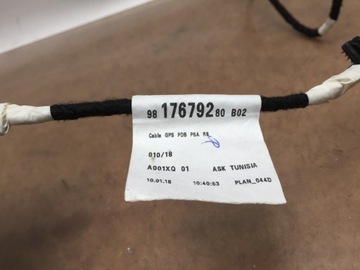 98 176792 80 B02
Cable GPS PDB PSA R8
010/18
A001XQ 01 ASK TUNISIA
10.01.18 10:40:53 PLAN_044D